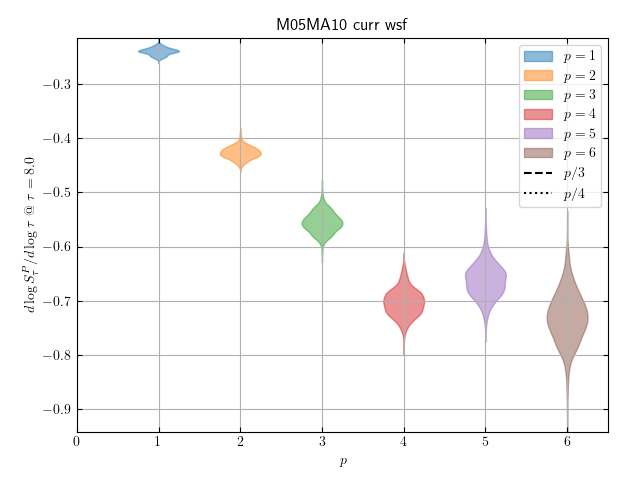 M05MA10 curr wsf
d log S_τ^P / d log τ @ τ = 8.0
−0.3
−0.4
−0.5
−0.6
−0.7
−0.8
−0.9
0 1 2 3 4 5 6
p
p = 1
p = 2
p = 3
p = 4
p = 5
p = 6
p/3
p/4